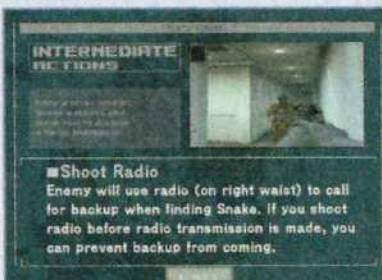 INTERMEDIATE
ACTIONS
■Shoot Radio
Enemy will use radio (on right waist) to call
for backup when finding Snake. If you shoot
radio before radio transmission is made, you
can prevent backup from coming.